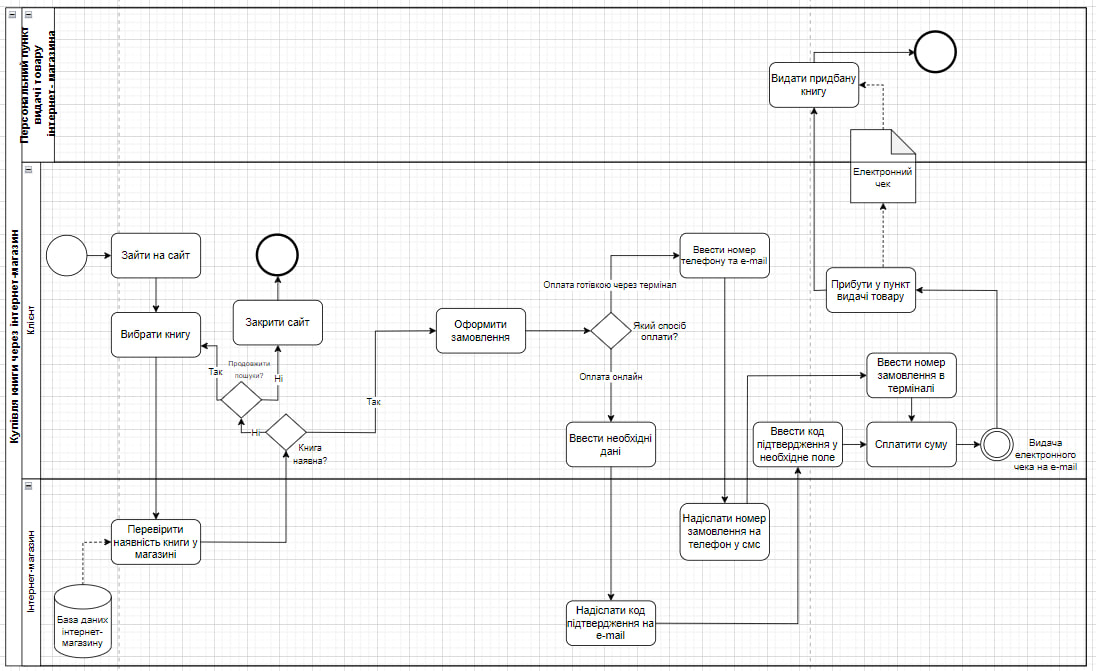 Купівля книги через інтернет-магазин
Персональний пункт
видачі товару
інтернет- магазина
Видати придбану
книгу
Електронний
чек
Клієнт
Зайти на сайт
Вибрати книгу
Закрити сайт
Продовжити
пошуки?
Так
Ні
Ні
Книга
наявна?
Так
Оформити
замовлення
Який спосіб
оплати?
Оплата готівкою через термінал
Оплата онлайн
Ввести номер
телефону та e-mail
Ввести необхідні
дані
Прибути у пункт
видачі товару
Ввести номер
замовлення в
терміналі
Ввести код
підтвердження у
необхідне поле
Сплатити суму
Видача
електронного
чека на e-mail
Інтернет-магазин
Перевірити
наявність книги у
магазині
База даних
інтернет-
магазину
Надіслати номер
замовлення на
телефон у смс
Надіслати код
підтвердження на
e-mail